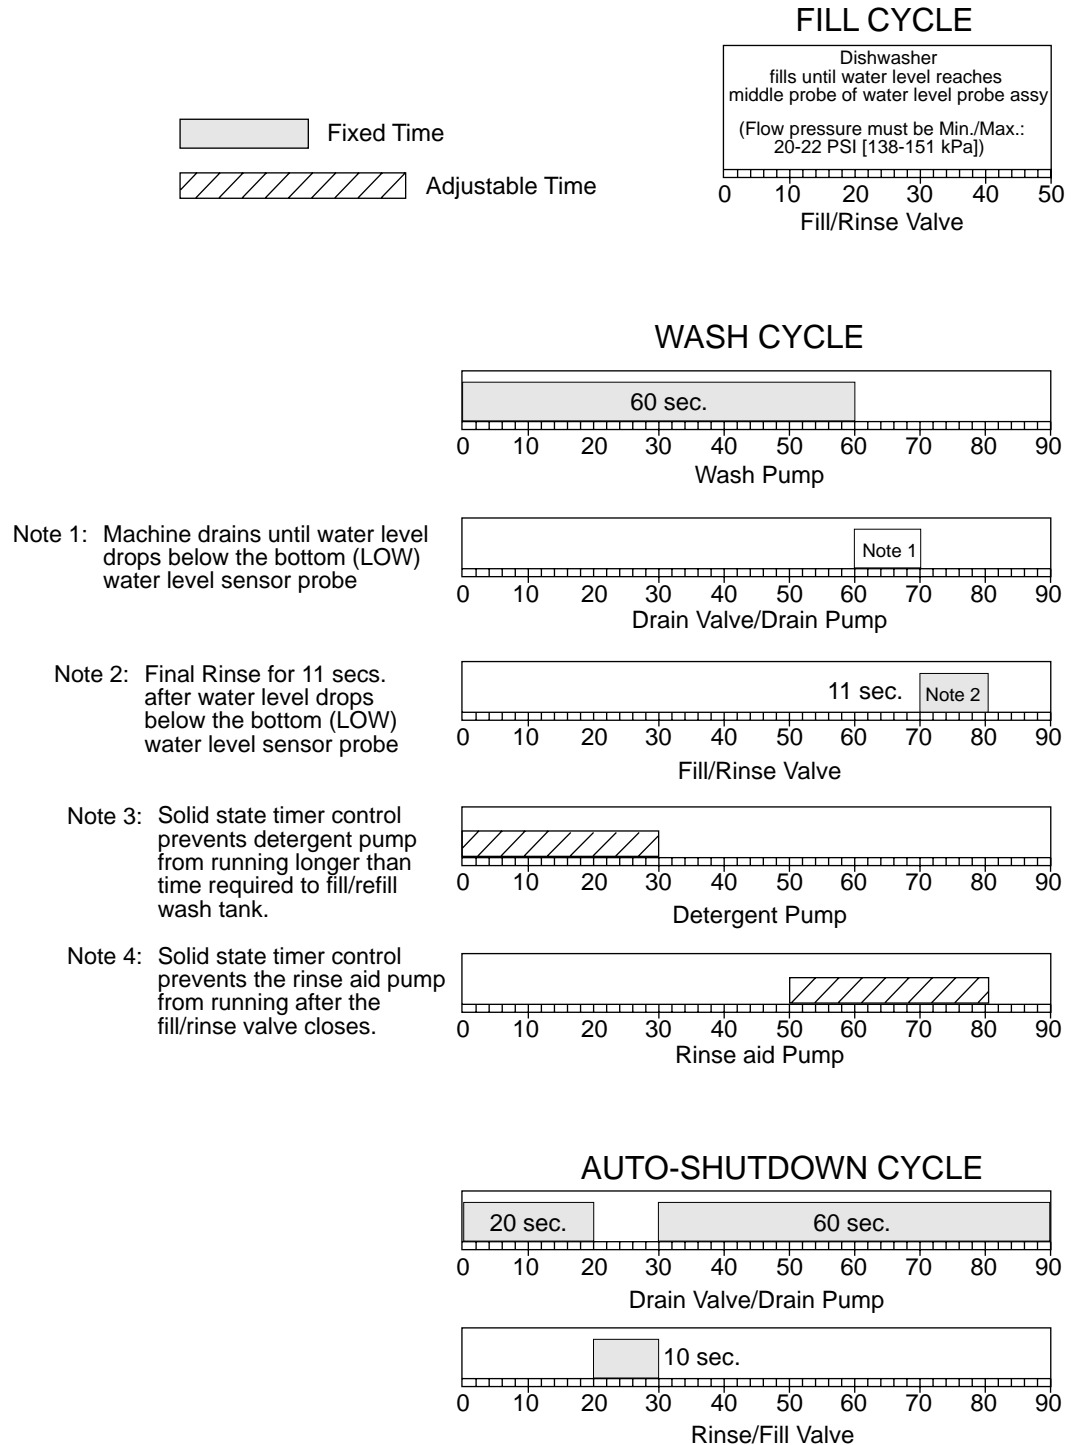 FILL CYCLE
Dishwasher
fills until water level reaches
middle probe of water level probe assy
(Flow pressure must be Min./Max.:
20-22 PSI [138-151 kPa])
0 10 20 30 40 50
Fill/Rinse Valve
Fixed Time
Adjustable Time
WASH CYCLE
60 sec.
0 10 20 30 40 50 60 70 80 90
Wash Pump
Note 1: Machine drains until water level
drops below the bottom (LOW)
water level sensor probe
Note 1
0 10 20 30 40 50 60 70 80 90
Drain Valve/Drain Pump
Note 2: Final Rinse for 11 secs.
after water level drops
below the bottom (LOW)
water level sensor probe
11 sec. Note 2
0 10 20 30 40 50 60 70 80 90
Fill/Rinse Valve
Note 3: Solid state timer control
prevents detergent pump
from running longer than
time required to fill/refill
wash tank.
0 10 20 30 40 50 60 70 80 90
Detergent Pump
Note 4: Solid state timer control
prevents the rinse aid pump
from running after the
fill/rinse valve closes.
0 10 20 30 40 50 60 70 80 90
Rinse aid Pump
AUTO-SHUTDOWN CYCLE
20 sec. 60 sec.
0 10 20 30 40 50 60 70 80 90
Drain Valve/Drain Pump
10 sec.
0 10 20 30 40 50 60 70 80 90
Rinse/Fill Valve